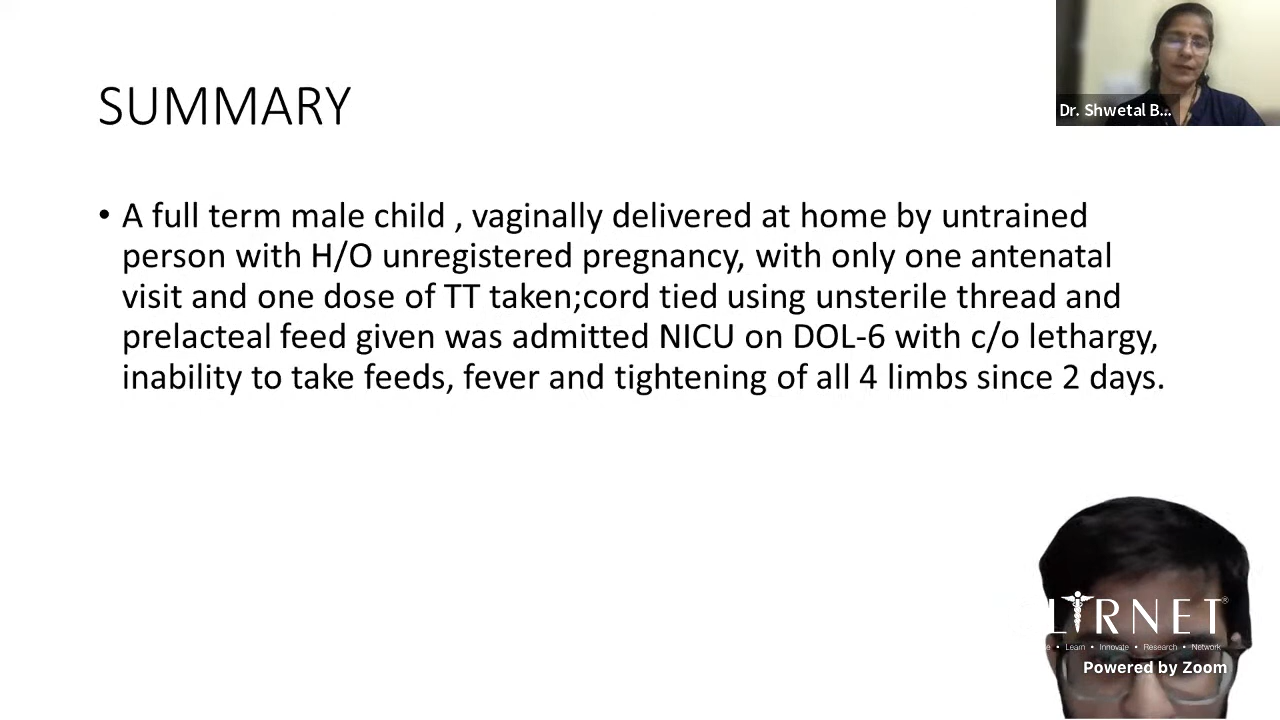 Dr. Shwetal B...
SUMMARY
• A full term male child , vaginally delivered at home by untrained
person with H/O unregistered pregnancy, with only one antenatal
visit and one dose of TT taken;cord tied using unsterile thread and
prelacteal feed given was admitted NICU on DOL-6 with c/o lethargy,
inability to take feeds, fever and tightening of all 4 limbs since 2 days.
LIRNET®
• Learn • Innovate • Research • Network
Powered by Zoom